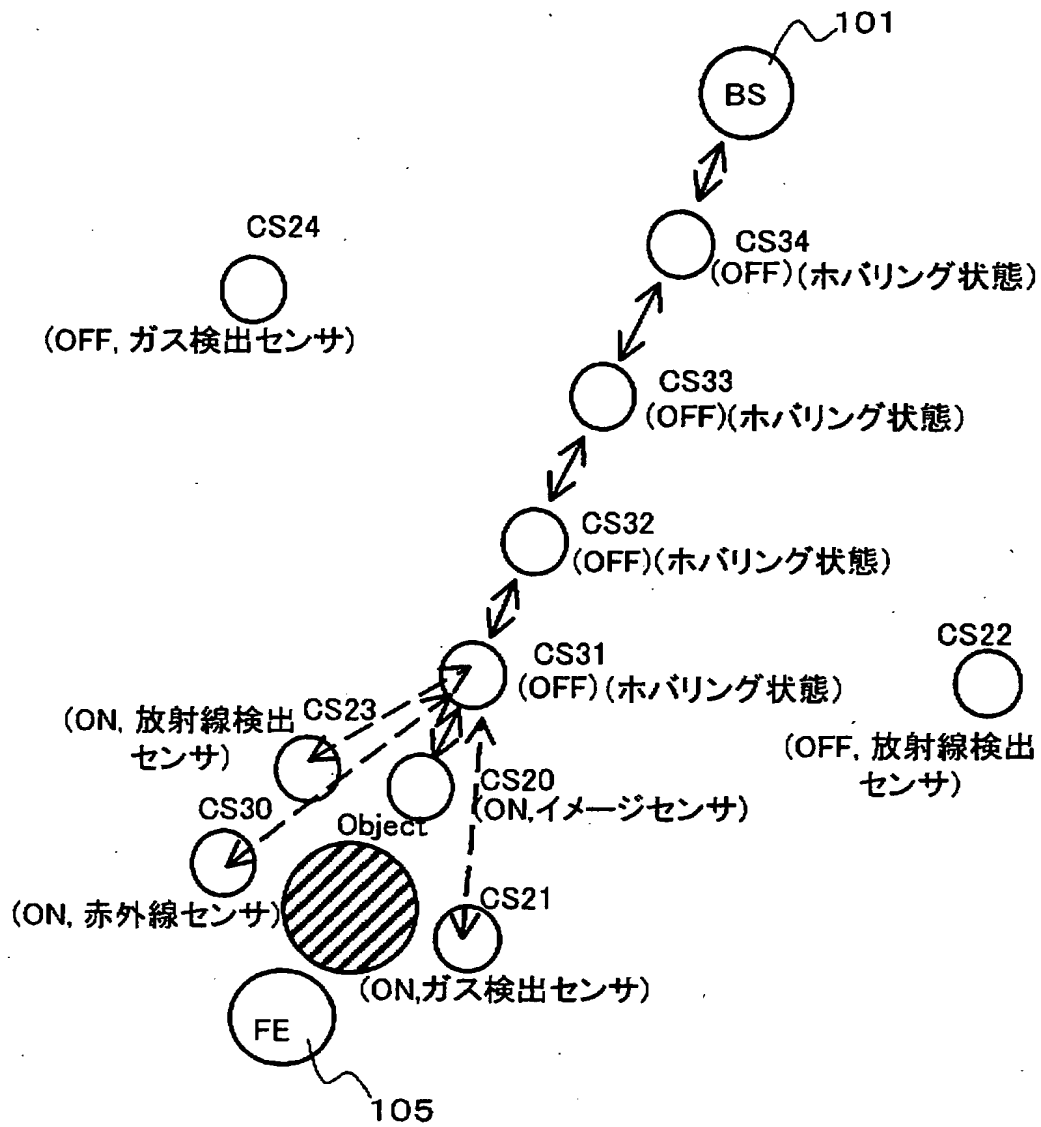 101
BS
CS24
(OFF, ガス検出センサ)
CS34
(OFF)(ホバリング状態)
CS33
(OFF)(ホバリング状態)
CS32
(OFF)(ホバリング状態)
CS31
(OFF)(ホバリング状態)
CS22
(OFF, 放射線検出
センサ)
CS23
(ON, 放射線検出
センサ)
CS20
(ON,イメージセンサ)
CS30
(ON, 赤外線センサ)
Object
CS21
(ON,ガス検出センサ)
FE
105